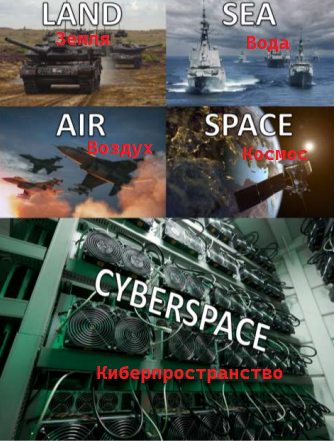 LAND
Земля
SEA
Вода
AIR
Воздух
SPACE
Космос
CYBERSPACE
Киберпространство